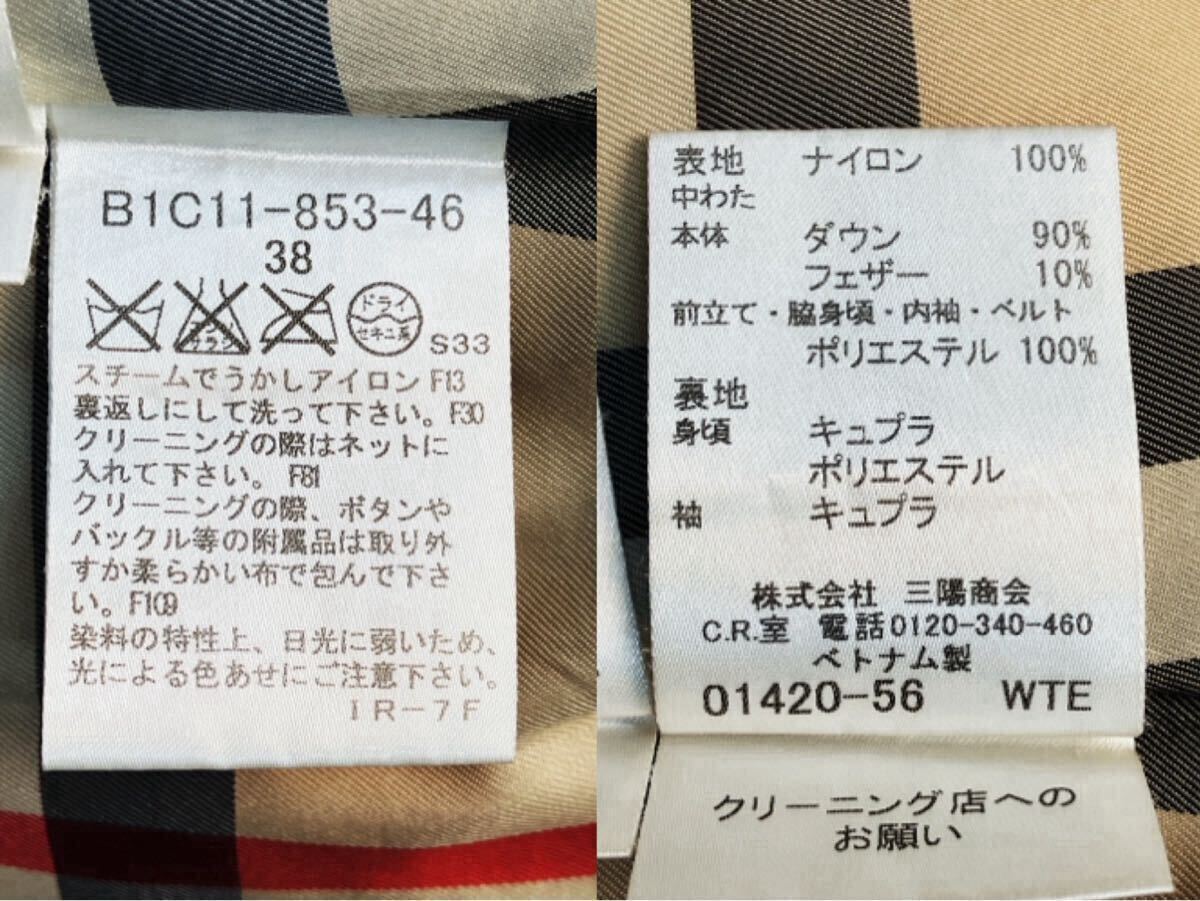 B1C11-853-46
38
エンソ
サラシ
ドライ
セキユ系
S33
スチームでうかしアイロン F13
裏返しにして洗って下さい。F30
クリーニングの際はネットに
入れて下さい。 F81
クリーニングの際、ボタンや
バックル等の附属品は取り外
すか柔らかい布で包んで下さ
い。F109
染料の特性上、日光に弱いため、
光による色あせにご注意下さい。
IR-7F
表地 ナイロン 100%
中わた
本体 ダウン 90%
フェザー 10%
前立て・脇身頃・内袖・ベルト
ポリエステル 100%
裏地
身頃 キュプラ
ポリエステル
袖 キュプラ
株式会社 三陽商会
C.R.室 電話0120-340-460
ベトナム製
01420-56 WTE
クリーニング店への
お願い